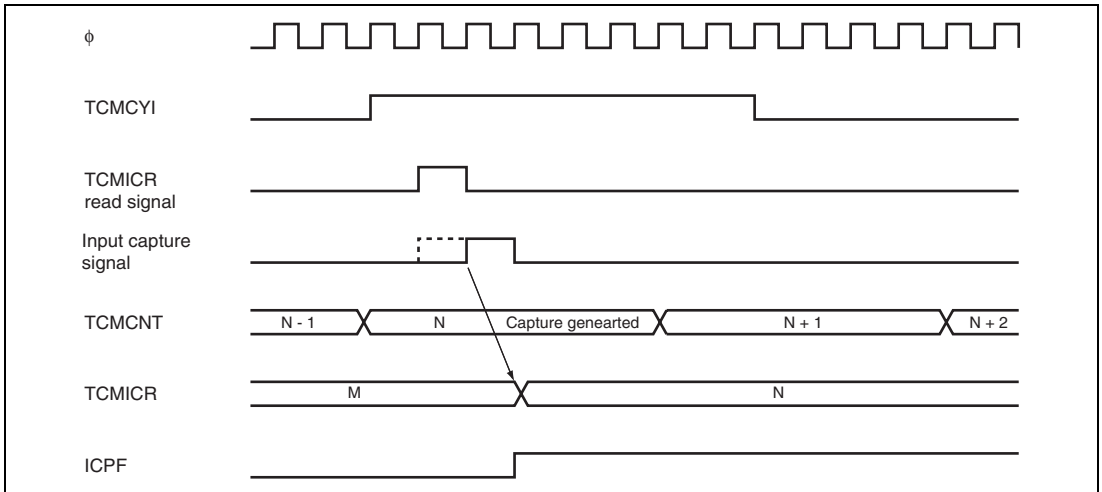 ϕ
TCMCYI
TCMICR
read signal
Input capture
signal
TCMCNT
N - 1
N
Capture genearted
N + 1
N + 2
TCMICR
M
N
ICPF